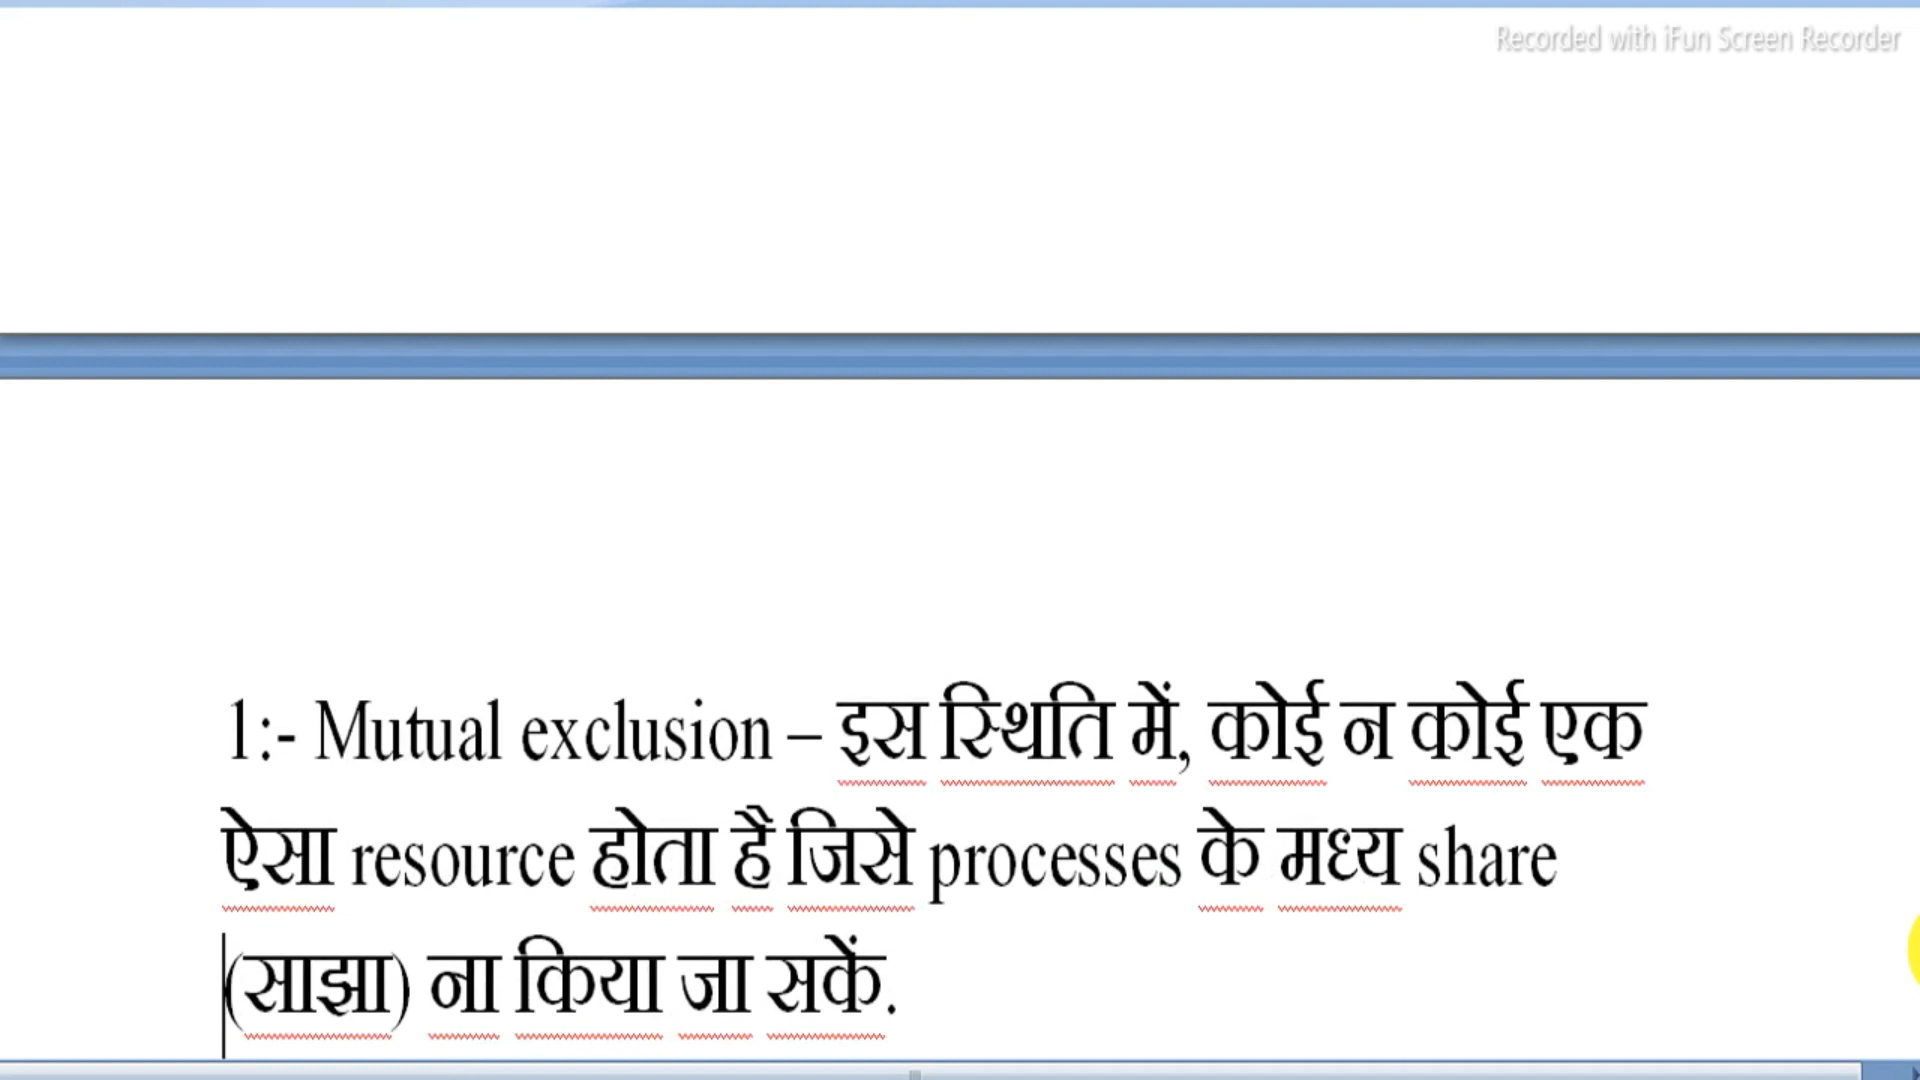 Recorded with iFun Screen Recorder
1:- Mutual exclusion – इस स्थिति में, कोई न कोई एक
ऐसा resource होता है जिसे processes के मध्य share
(साझा) ना किया जा सकें.